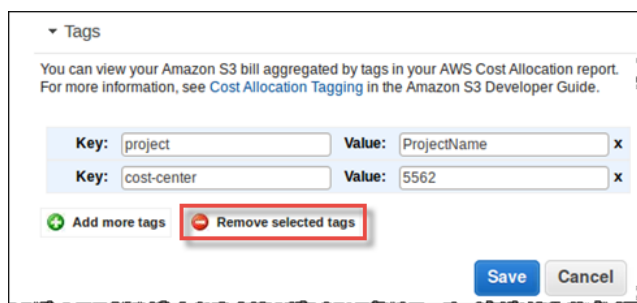 Tags
You can view your Amazon S3 bill aggregated by tags in your AWS Cost Allocation report.
For more information, see Cost Allocation Tagging in the Amazon S3 Developer Guide.
Key: project Value: ProjectName x
Key: cost-center Value: 5562 x
Add more tags Remove selected tags
Save Cancel